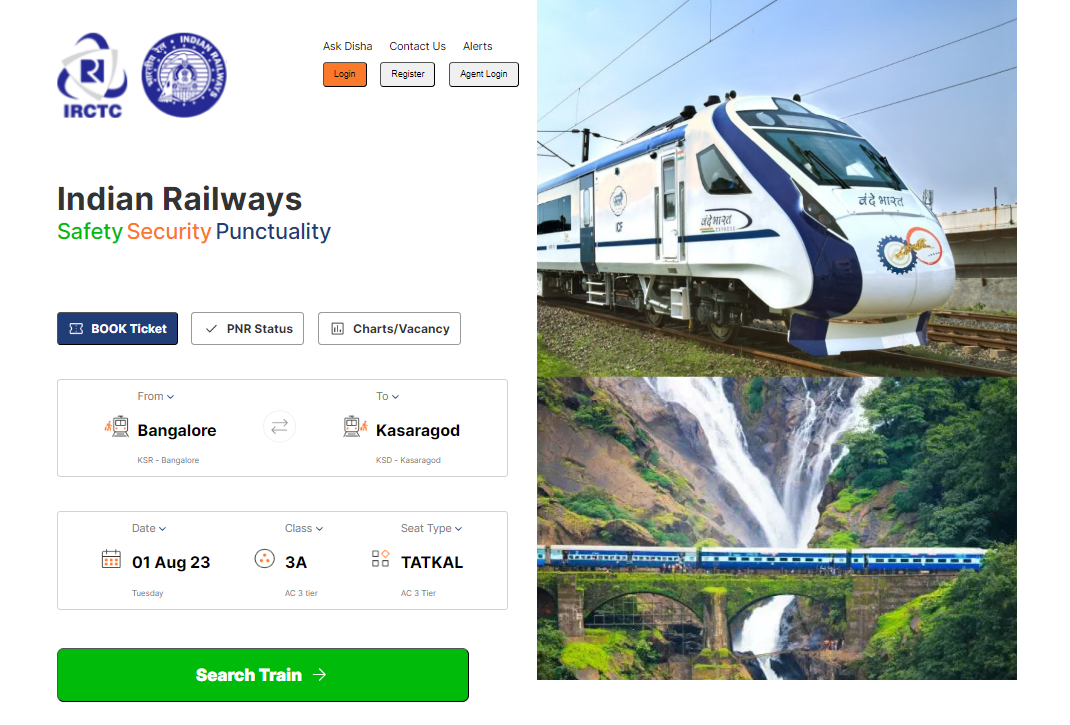 IRCTC
भारतीय रेल INDIAN RAILWAYS
Ask Disha Contact Us Alerts
Login Register Agent Login
Indian Railways
Safety Security Punctuality
BOOK Ticket PNR Status Charts/Vacancy
From To
Bangalore Kasaragod
KSR - Bangalore KSD - Kasaragod
Date Class Seat Type
01 Aug 23 3A TATKAL
Tuesday AC 3 tier AC 3 Tier
Search Train
वंदे भारत
वंदे भारत
EXPRESS
ICF